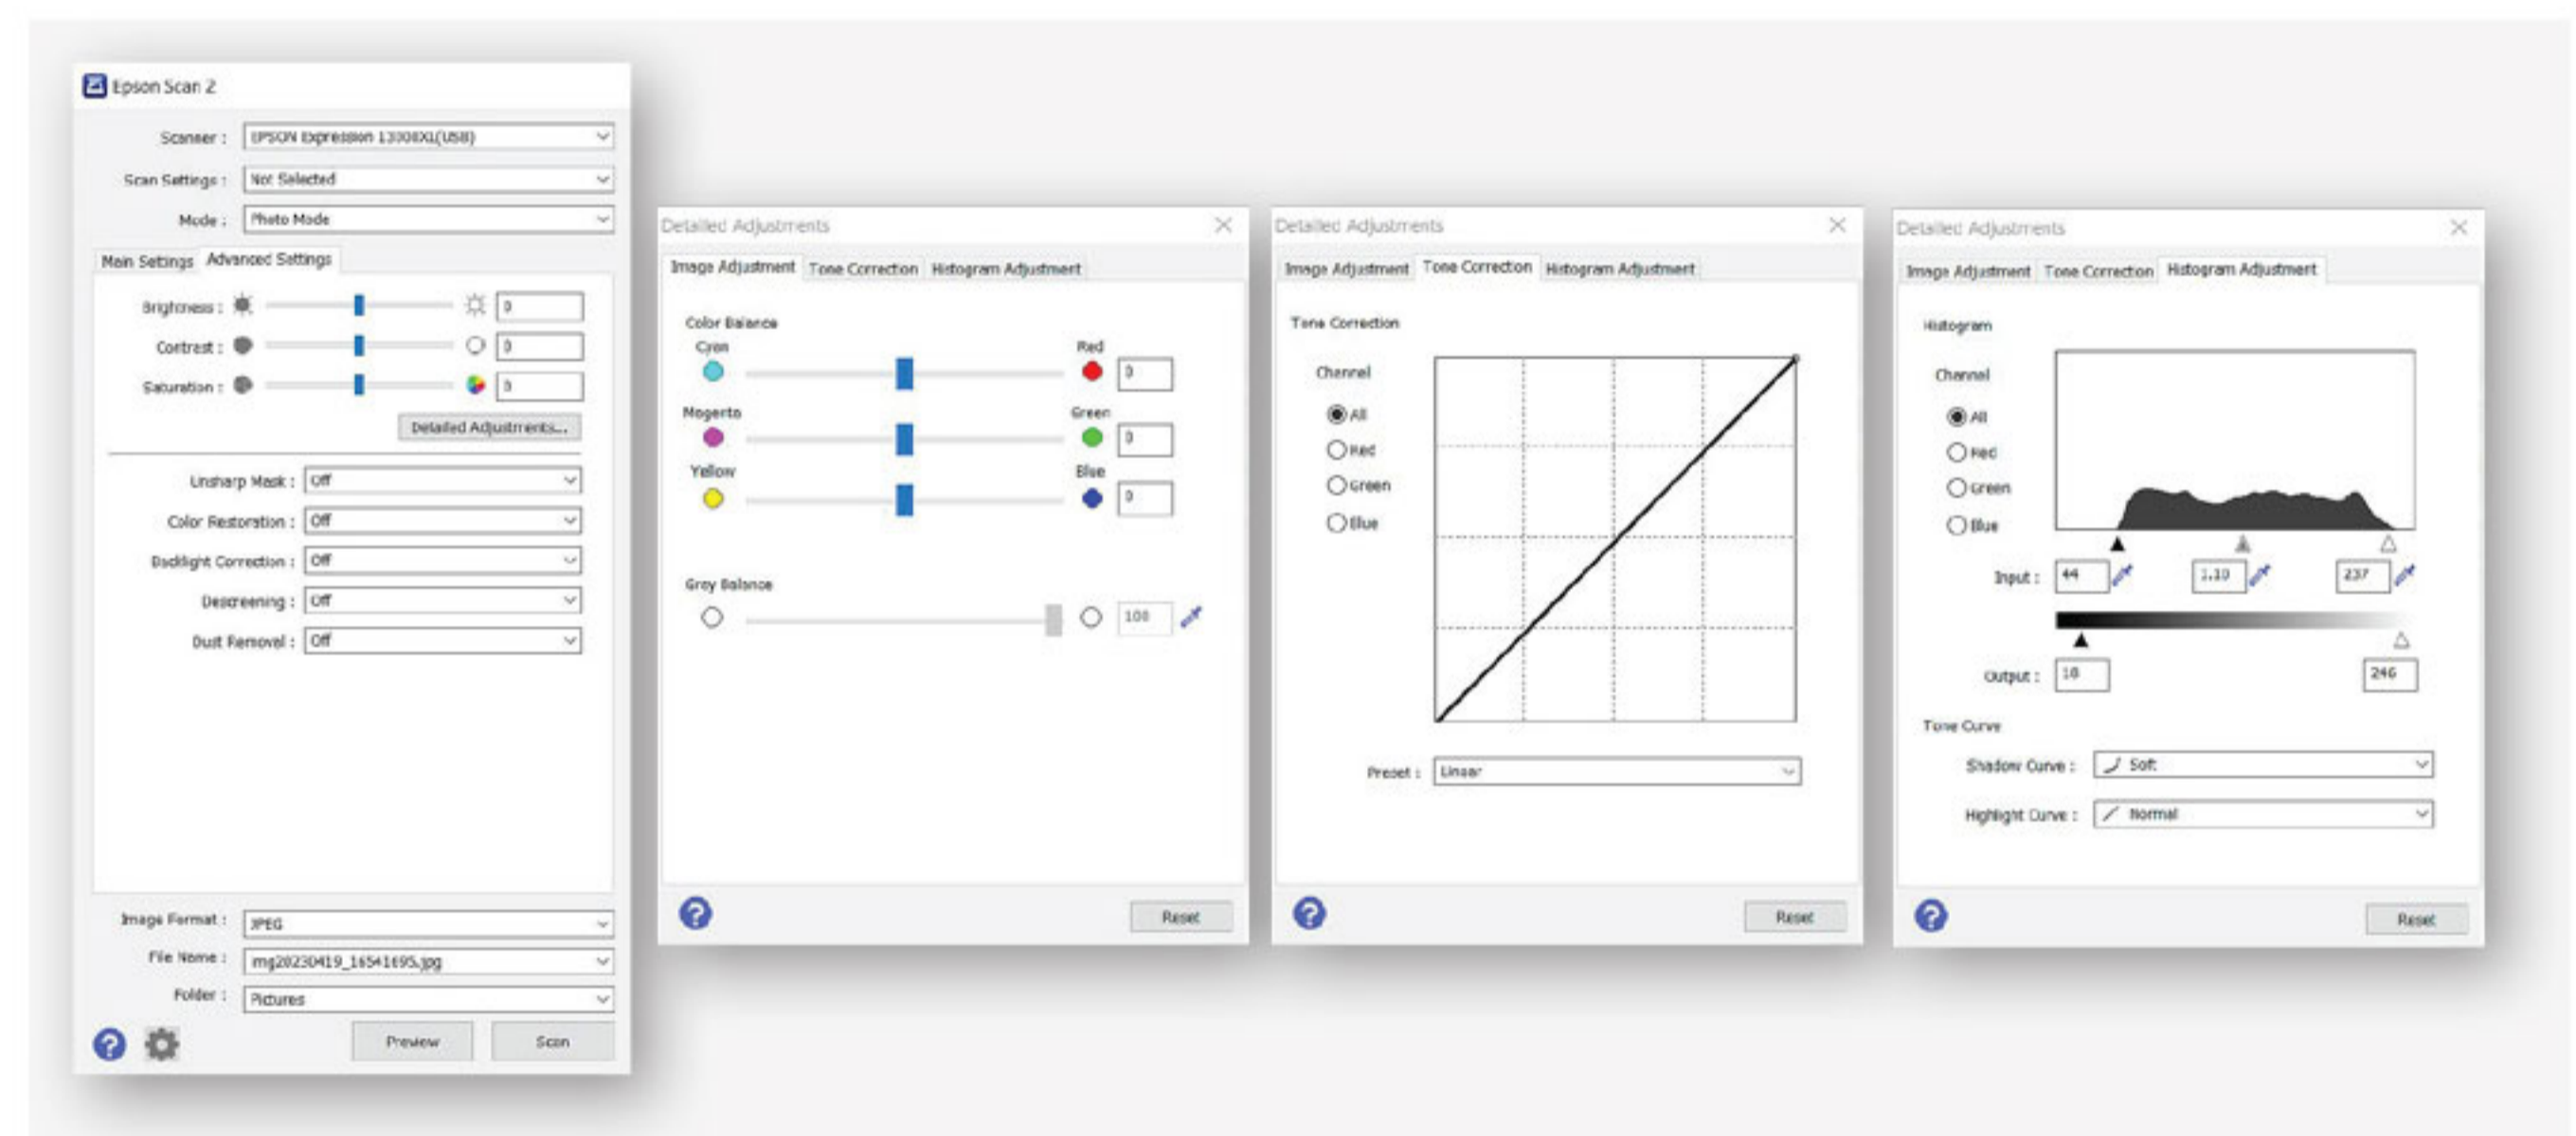 Epson Scan 2
Scanner : EPSON Expression 13000XL(USB)
Scan Settings : Not Selected
Mode : Photo Mode
Main Settings Advanced Settings
Brightness : 0
Contrast : 0
Saturation : 0
Detailed Adjustments...
Unsharp Mask : Off
Color Restoration : Off
Backlight Correction : Off
Descreening : Off
Dust Removal : Off
Image Format : JPEG
File Name : img20230419_16541695.jpg
Folder : Pictures
Preview Scan
Detailed Adjustments
Image Adjustment Tone Correction Histogram Adjustment
Color Balance
Cyan Red
0
Magenta Green
0
Yellow Blue
0
Gray Balance
100
Reset
Detailed Adjustments
Image Adjustment Tone Correction Histogram Adjustment
Tone Correction
Channel
All
Red
Green
Blue
Preset : Linear
Reset
Detailed Adjustments
Image Adjustment Tone Correction Histogram Adjustment
Histogram
Channel
All
Red
Green
Blue
Input : 44 1.10 237
Output : 10 246
Tone Curve
Shadow Curve : Soft
Highlight Curve : Normal
Reset